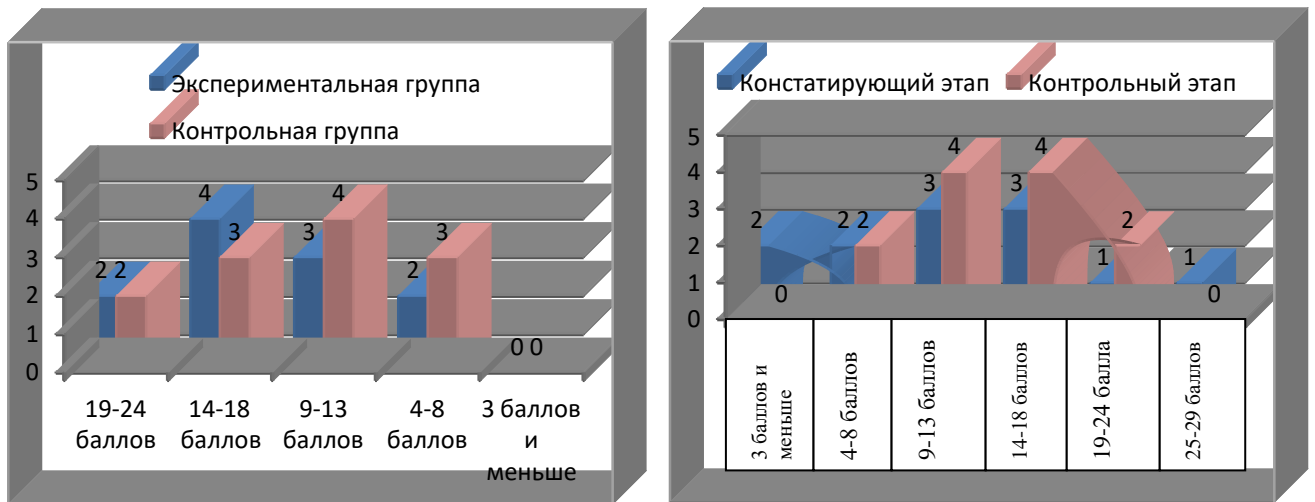 Экспериментальная группа
Контрольная группа
5
4
3
2
1
0
2 2
4
3
3
4
2
3
0 0
19-24
баллов
14-18
баллов
9-13
баллов
4-8
баллов
3 баллов
и
меньше
Констатирующий этап
Контрольный этап
5
4
3
2
1
0
2
0
2 2
3
4
3
4
1
2
1
0
3 баллов и
меньше
4-8 баллов
9-13 баллов
14-18 баллов
19-24 балла
25-29 баллов